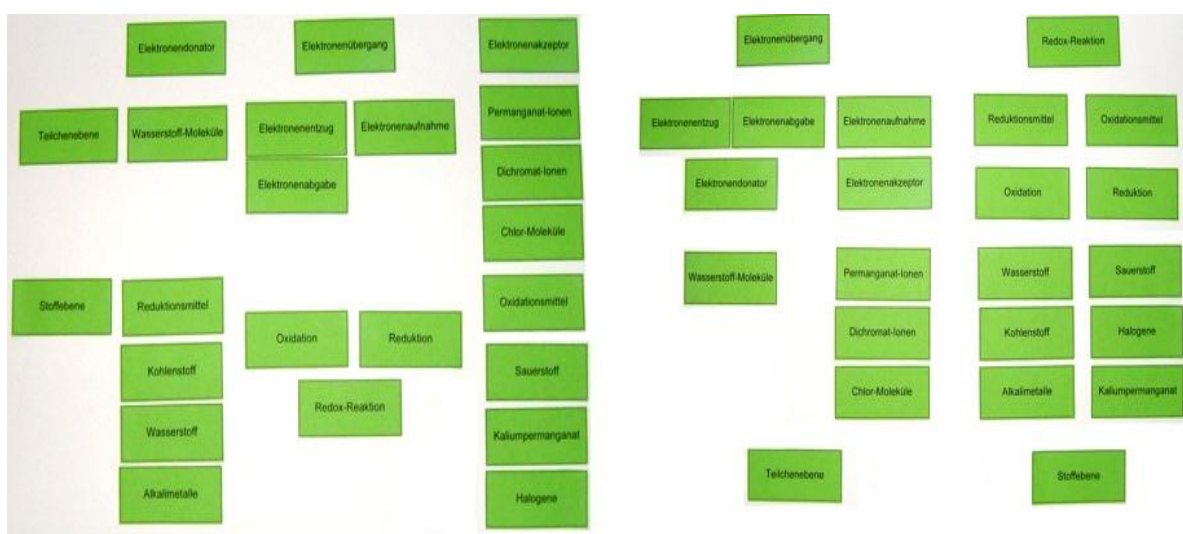 Elektronendonator
Elektronenübergang
Elektronenakzeptor
Teilchenebene
Wasserstoff-Moleküle
Elektronenentzug
Elektronenaufnahme
Permanganat-Ionen
Elektronenabgabe
Dichromat-Ionen
Chlor-Moleküle
Stoffebene
Reduktionsmittel
Oxidationsmittel
Oxidation
Reduktion
Kohlenstoff
Sauerstoff
Redox-Reaktion
Wasserstoff
Kaliumpermanganat
Alkalimetalle
Halogene
Elektronenübergang
Redox-Reaktion
Elektronenentzug
Elektronenabgabe
Elektronenaufnahme
Reduktionsmittel
Oxidationsmittel
Elektronendonator
Elektronenakzeptor
Oxidation
Reduktion
Wasserstoff-Moleküle
Permanganat-Ionen
Wasserstoff
Sauerstoff
Dichromat-Ionen
Kohlenstoff
Halogene
Chlor-Moleküle
Alkalimetalle
Kaliumpermanganat
Teilchenebene
Stoffebene